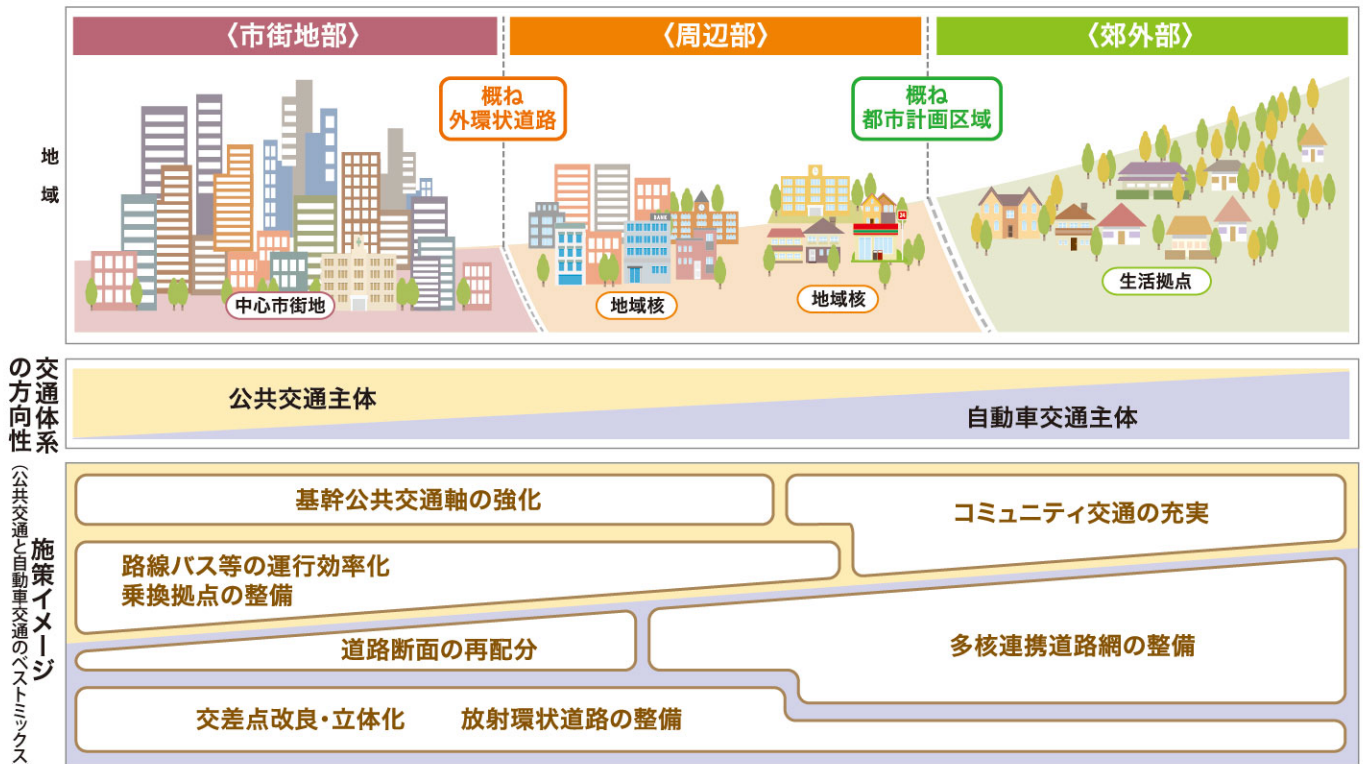 〈市街地部〉
〈周辺部〉
〈郊外部〉
概ね
外環状道路
概ね
都市計画区域
地域
BANK
24
中心市街地
地域核
地域核
生活拠点
交通体系
の方向性
公共交通主体
自動車交通主体
施策イメージ
（公共交通と自動車交通のベストミックス
基幹公共交通軸の強化
コミュニティ交通の充実
路線バス等の運行効率化
乗換拠点の整備
道路断面の再配分
多核連携道路網の整備
交差点改良・立体化　放射環状道路の整備